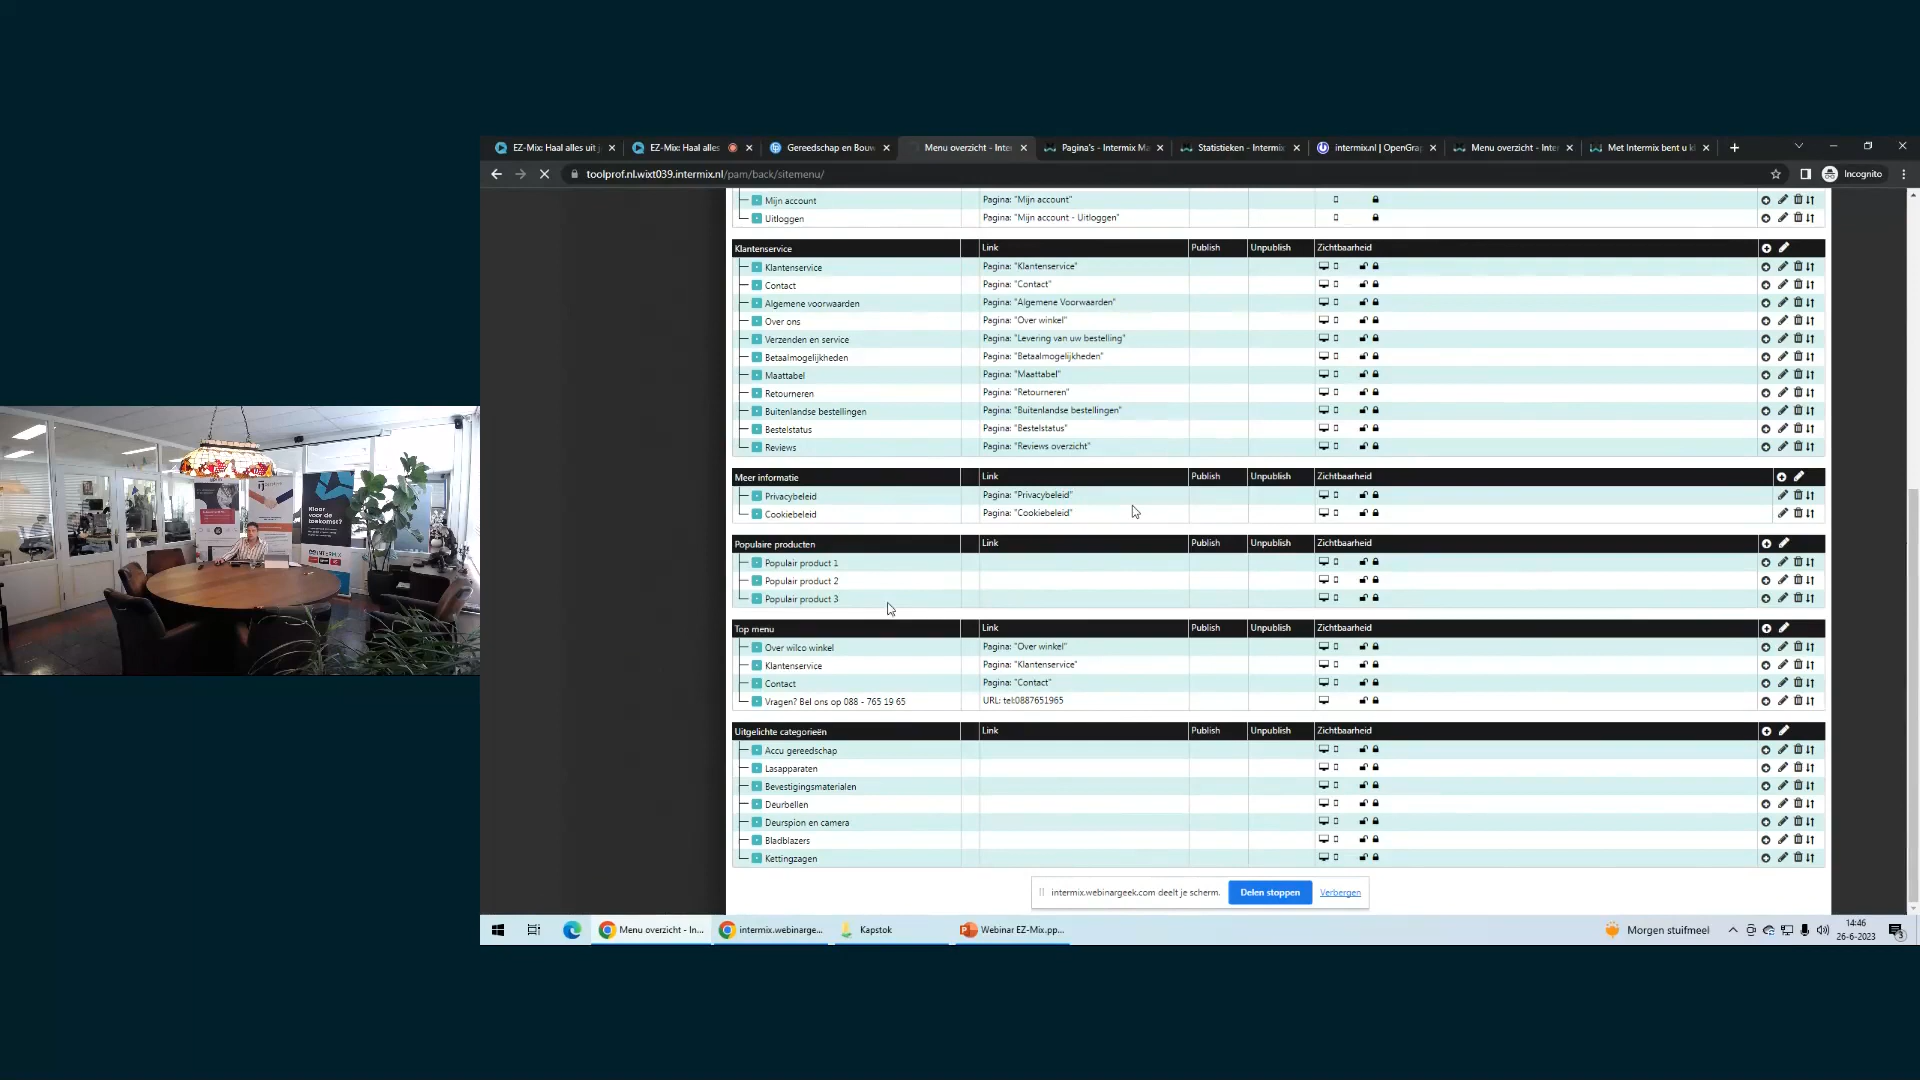 EZ-Mix: Haal alles uit j
EZ-Mix: Haal alles
Gereedschap en Bouw
Menu overzicht - Inte
Pagina's - Intermix Ma
Statistieken - Intermix
intermix.nl | OpenGra
Menu overzicht - Inte
Met Intermix bent u kl
toolprof.nl.wixt039.intermix.nl/pam/back/sitemenu/
Incognito
Mijn account Pagina: "Mijn account"
Uitloggen Pagina: "Mijn account - Uitloggen"
Klantenservice Link Publish Unpublish Zichtbaarheid
Klantenservice Pagina: "Klantenservice"
Contact Pagina: "Contact"
Algemene voorwaarden Pagina: "Algemene Voorwaarden"
Over ons Pagina: "Over winkel"
Verzenden en service Pagina: "Levering van uw bestelling"
Betaalmogelijkheden Pagina: "Betaalmogelijkheden"
Maattabel Pagina: "Maattabel"
Retourneren Pagina: "Retourneren"
Buitenlandse bestellingen Pagina: "Buitenlandse bestellingen"
Bestelstatus Pagina: "Bestelstatus"
Reviews Pagina: "Reviews overzicht"
Meer informatie Link Publish Unpublish Zichtbaarheid
Privacybeleid Pagina: "Privacybeleid"
Cookiebeleid Pagina: "Cookiebeleid"
Populaire producten Link Publish Unpublish Zichtbaarheid
Populair product 1
Populair product 2
Populair product 3
Top menu Link Publish Unpublish Zichtbaarheid
Over wilco winkel Pagina: "Over winkel"
Klantenservice Pagina: "Klantenservice"
Contact Pagina: "Contact"
Vragen? Bel ons op 088 - 765 19 65 URL: tel:0887651965
Uitgelichte categorieën Link Publish Unpublish Zichtbaarheid
Accu gereedschap
Lasapparaten
Bevestigingsmaterialen
Deurbellen
Deurspion en camera
Bladblazers
Kettingzagen
intermix.webinargeek.com deelt je scherm. Delen stoppen Verbergen
Menu overzicht - In...
intermix.webinarge...
Kapstok
Webinar EZ-Mix.pp...
Morgen stuifmeel
14:46
26-6-2023
3
Klaar
voor de
toekomst?
INTERMIX